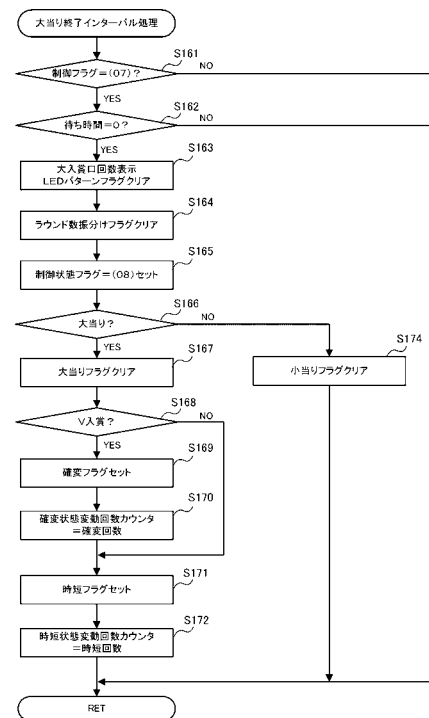 大当り終了インターバル処理
S161
制御フラグ=(07)?
NO
YES
S162
待ち時間=0?
NO
YES
S163
大入賞口回数表示
LEDパターンフラグクリア
S164
ラウンド数振分けフラグクリア
S165
制御状態フラグ=(08)セット
S166
大当り?
NO
YES
S167
大当りフラグクリア
S174
小当りフラグクリア
S168
V入賞?
NO
YES
S169
確変フラグセット
S170
確変状態変動回数カウンタ
=確変回数
S171
時短フラグセット
S172
時短状態変動回数カウンタ
=時短回数
RET